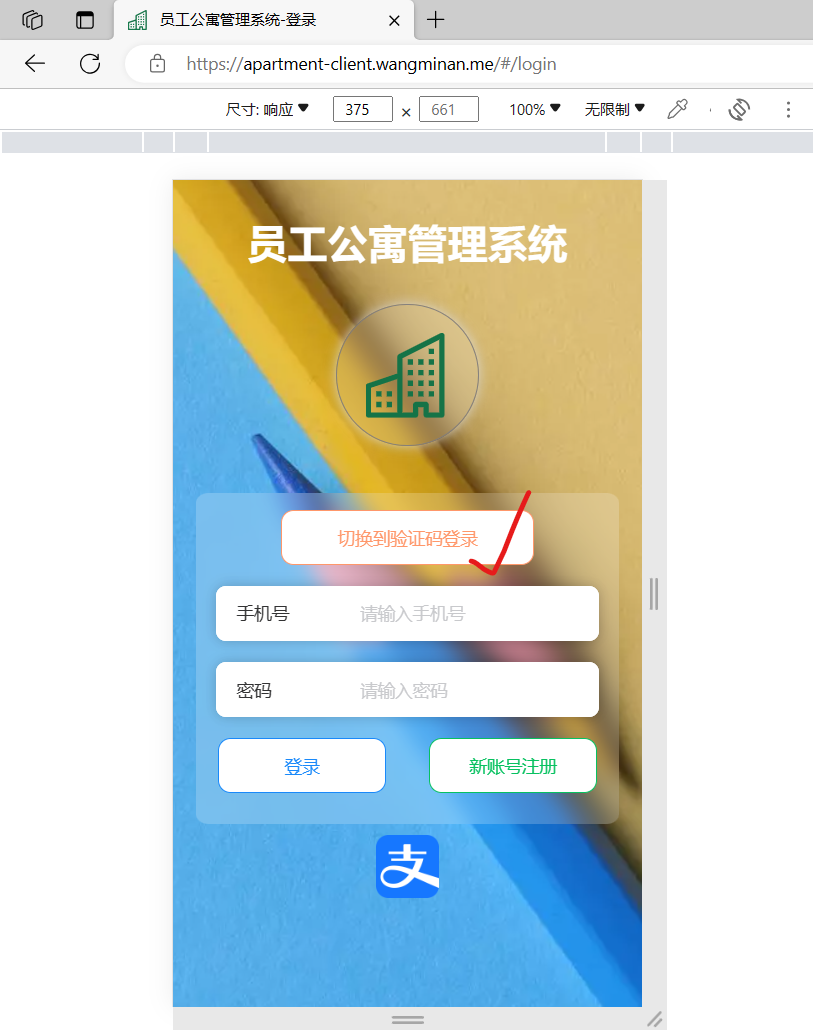 员工公寓管理系统-登录
https://apartment-client.wangminan.me/#/login
尺寸: 响应 375 × 661 100% 无限制
员工公寓管理系统
切换到验证码登录
手机号 请输入手机号
密码 请输入密码
登录 新账号注册
支